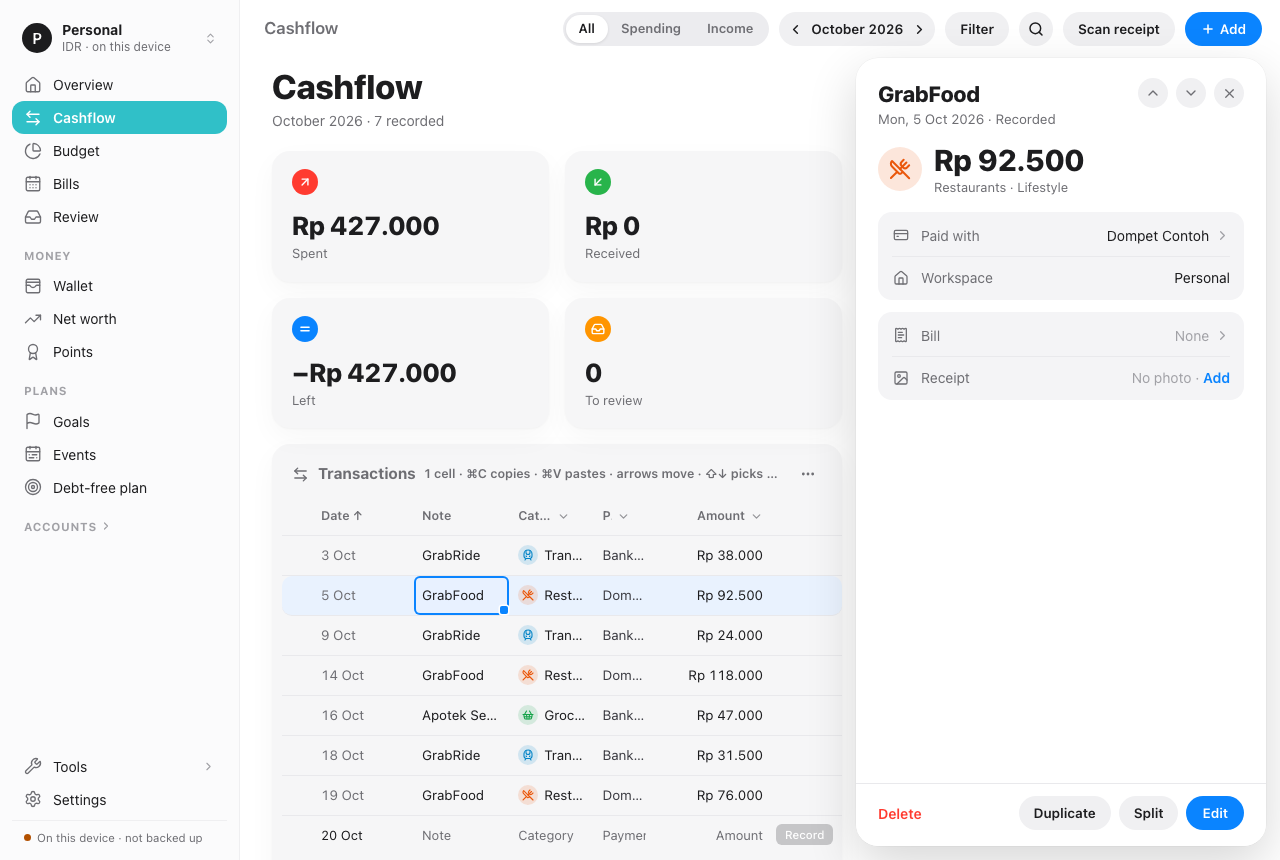 P
Personal
IDR · on this device
Overview
Cashflow
Budget
Bills
Review
MONEY
Wallet
Net worth
Points
PLANS
Goals
Events
Debt-free plan
ACCOUNTS
Tools
Settings
On this device · not backed up
Cashflow
All Spending Income
October 2026
Filter
Scan receipt
+ Add
Cashflow
October 2026 · 7 recorded
Rp 427.000
Spent
Rp 0
Received
−Rp 427.000
Left
0
To review
Transactions 1 cell · ⌘C copies · ⌘V pastes · arrows move · ⇧↓ picks ...
Date ↑ Note Cat... P. Amount
3 Oct GrabRide Tran... Bank... Rp 38.000
5 Oct GrabFood Rest... Dom... Rp 92.500
9 Oct GrabRide Tran... Bank... Rp 24.000
14 Oct GrabFood Rest... Dom... Rp 118.000
16 Oct Apotek Se... Groc... Bank... Rp 47.000
18 Oct GrabRide Tran... Bank... Rp 31.500
19 Oct GrabFood Rest... Dom... Rp 76.000
20 Oct Note Category Paymer Amount Record
GrabFood
Mon, 5 Oct 2026 · Recorded
Rp 92.500
Restaurants · Lifestyle
Paid with Dompet Contoh
Workspace Personal
Bill None
Receipt No photo · Add
Delete Duplicate Split Edit